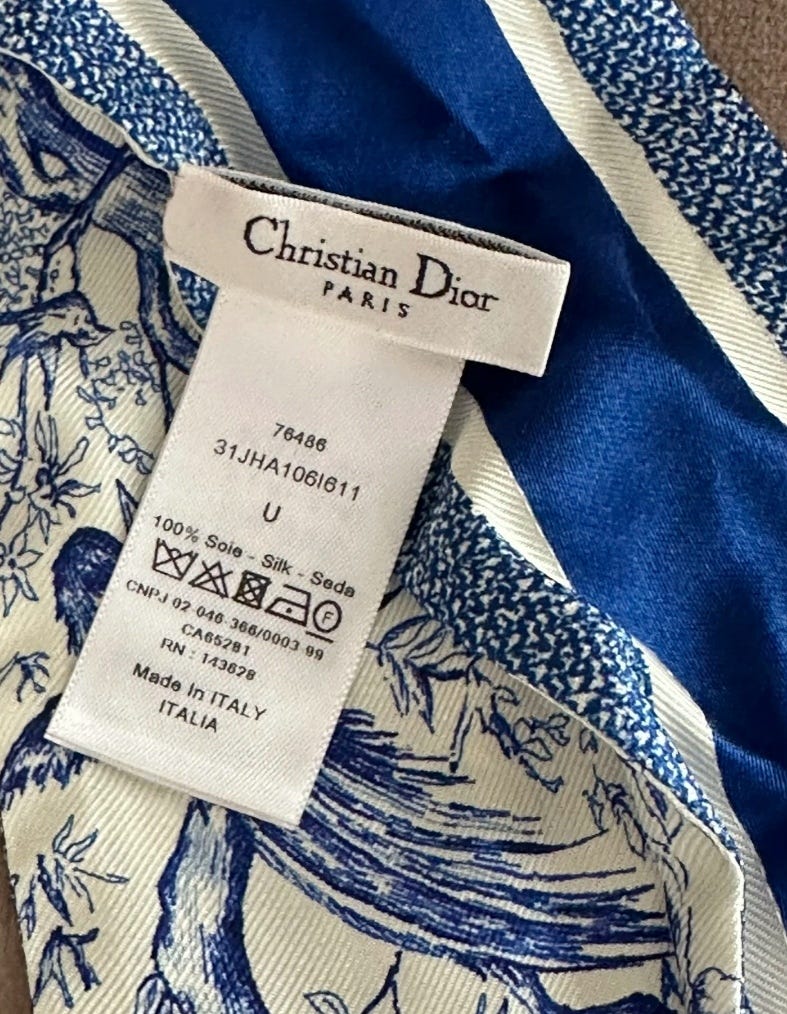 Christian Dior
PARIS
76486
31JHA106I611
U
100% Soie - Silk - Seda
F
CNPJ 02 046 366/0003 99
CA65281
RN : 143628
Made in ITALY
ITALIA